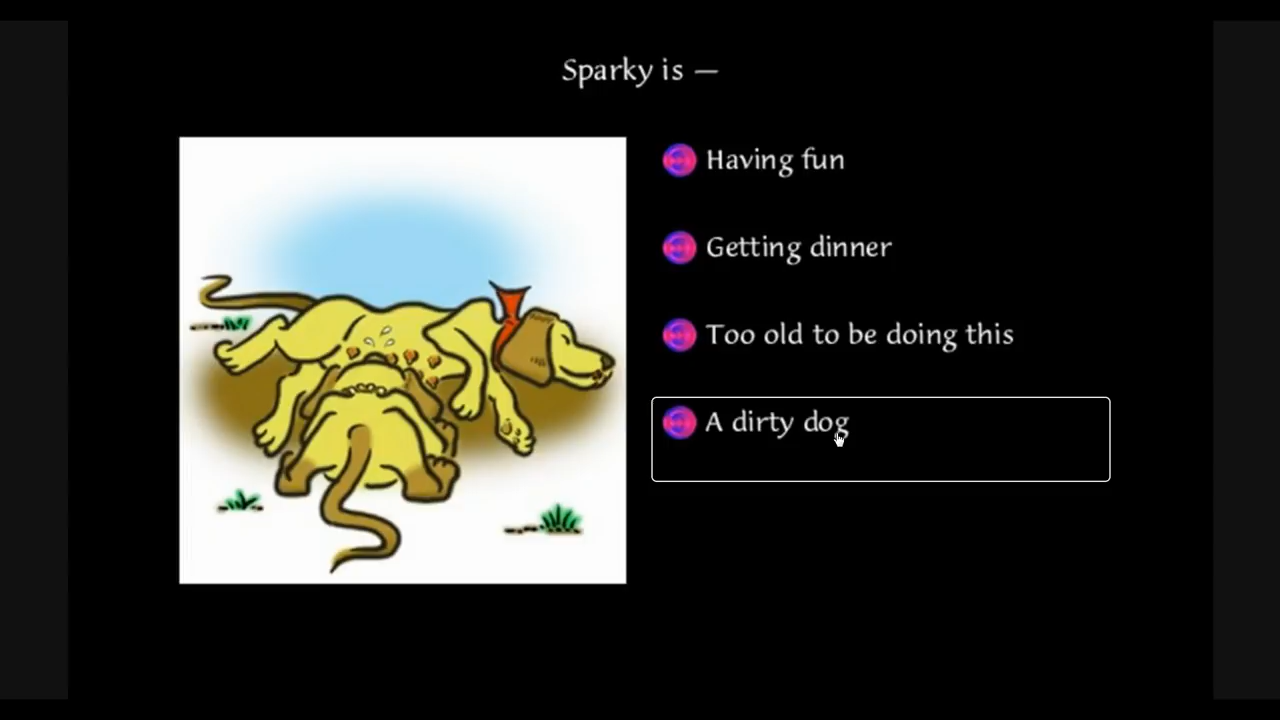 Sparky is —
Having fun
Getting dinner
Too old to be doing this
A dirty dog